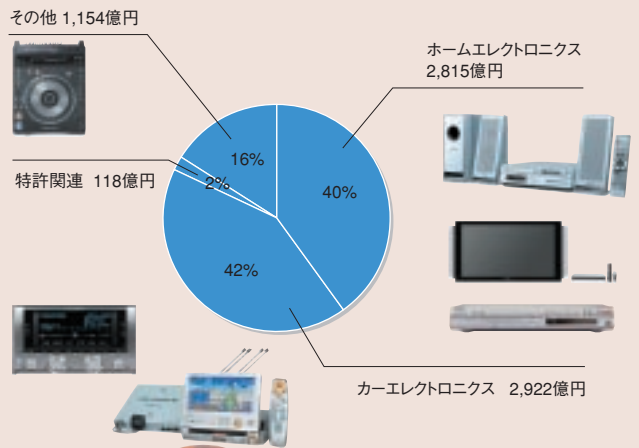 その他 1,154億円
ホームエレクトロニクス
2,815億円
16%
特許関連 118億円
2%
40%
42%
カーエレクトロニクス 2,922億円